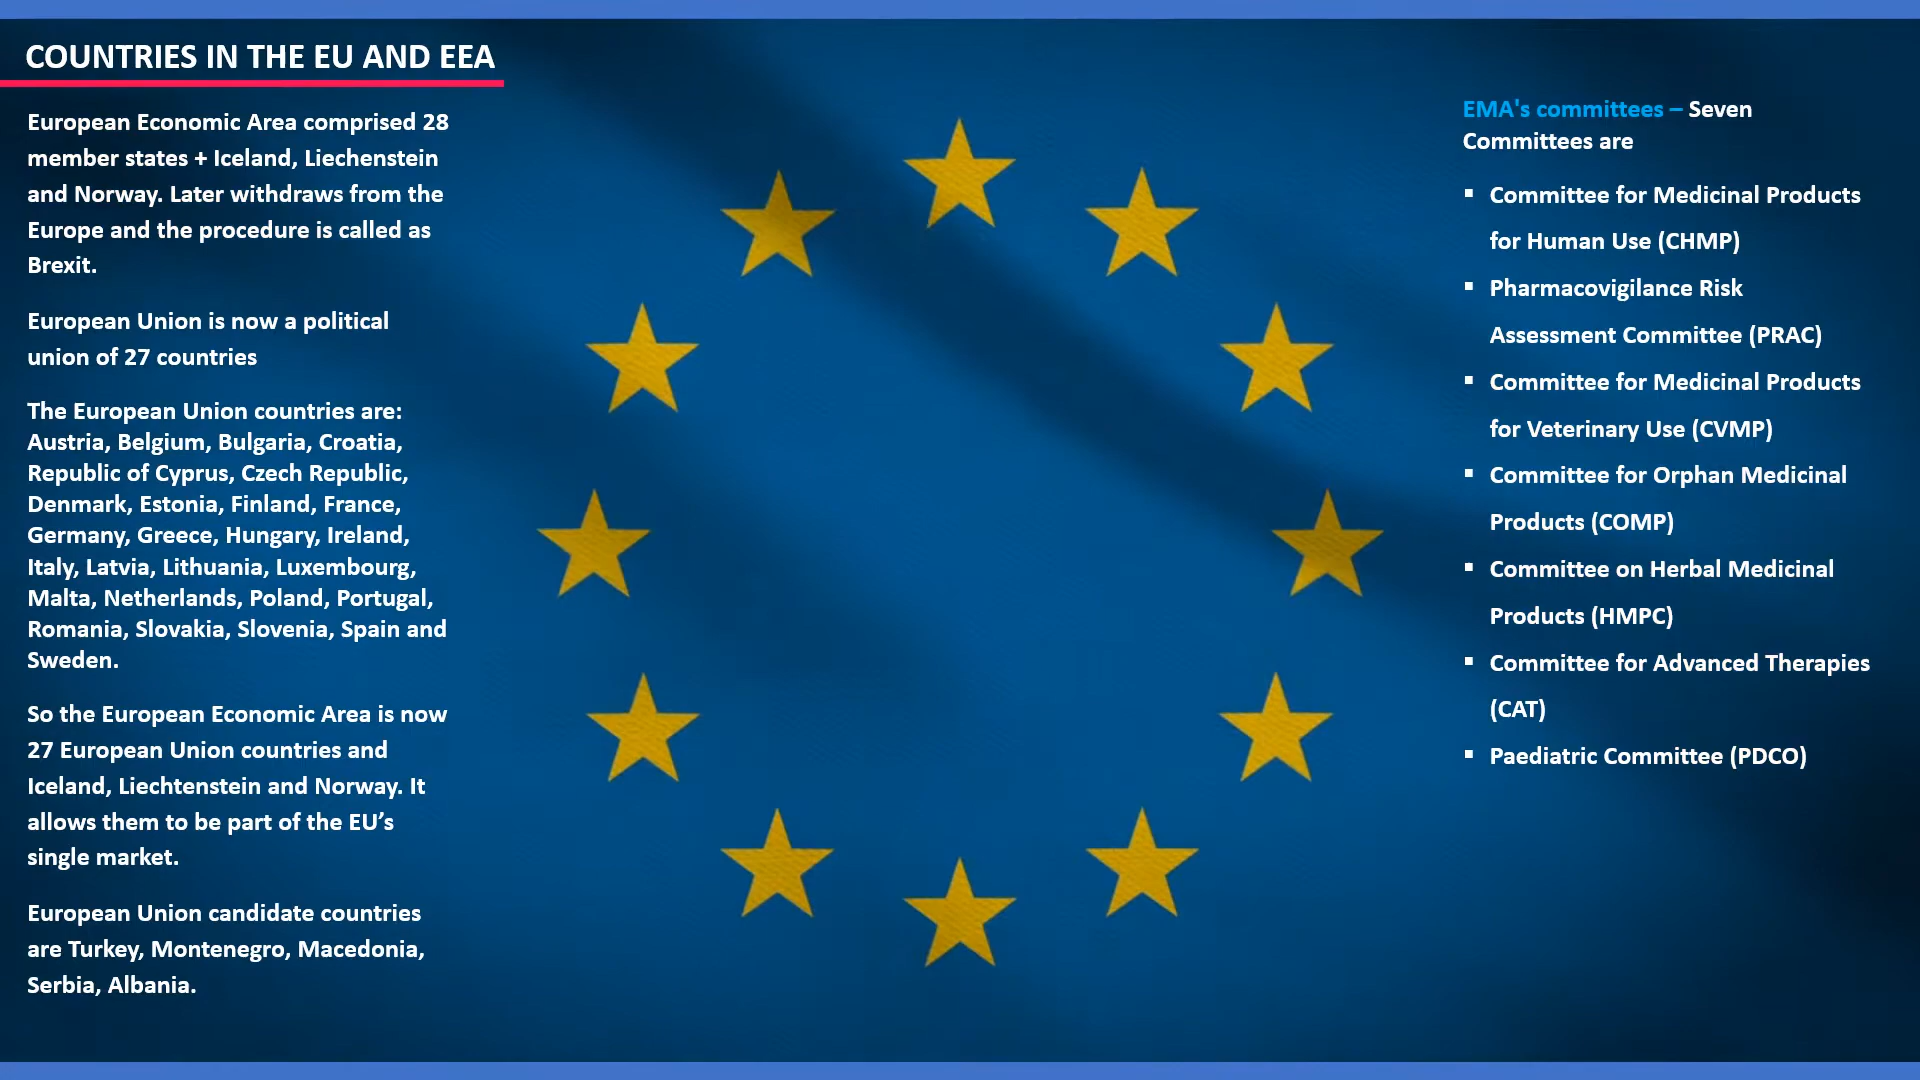 COUNTRIES IN THE EU AND EEA
European Economic Area comprised 28
member states + Iceland, Liechenstein
and Norway. Later withdraws from the
Europe and the procedure is called as
Brexit.
European Union is now a political
union of 27 countries
The European Union countries are:
Austria, Belgium, Bulgaria, Croatia,
Republic of Cyprus, Czech Republic,
Denmark, Estonia, Finland, France,
Germany, Greece, Hungary, Ireland,
Italy, Latvia, Lithuania, Luxembourg,
Malta, Netherlands, Poland, Portugal,
Romania, Slovakia, Slovenia, Spain and
Sweden.
So the European Economic Area is now
27 European Union countries and
Iceland, Liechtenstein and Norway. It
allows them to be part of the EU’s
single market.
European Union candidate countries
are Turkey, Montenegro, Macedonia,
Serbia, Albania.
EMA's committees – Seven
Committees are
▪ Committee for Medicinal Products
for Human Use (CHMP)
▪ Pharmacovigilance Risk
Assessment Committee (PRAC)
▪ Committee for Medicinal Products
for Veterinary Use (CVMP)
▪ Committee for Orphan Medicinal
Products (COMP)
▪ Committee on Herbal Medicinal
Products (HMPC)
▪ Committee for Advanced Therapies
(CAT)
▪ Paediatric Committee (PDCO)